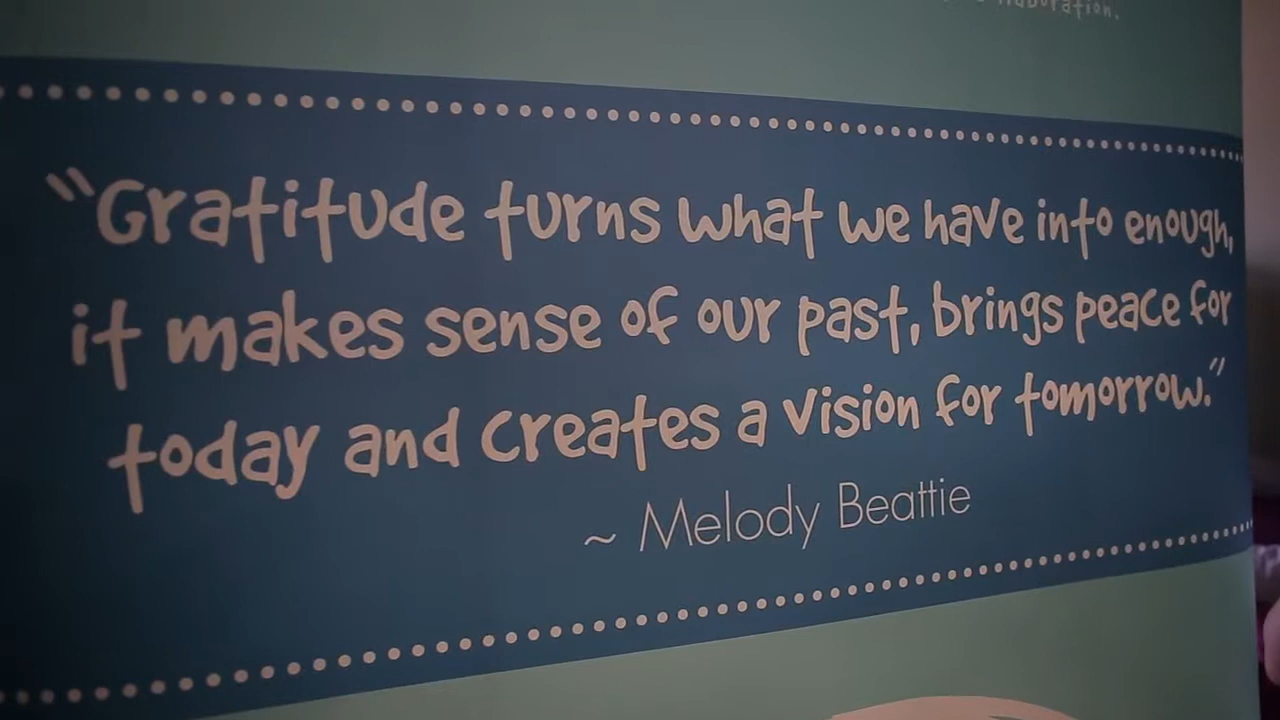 "Gratitude turns what we have into enough,
it makes sense of our past, brings peace for
today and creates a vision for tomorrow."
~ Melody Beattie